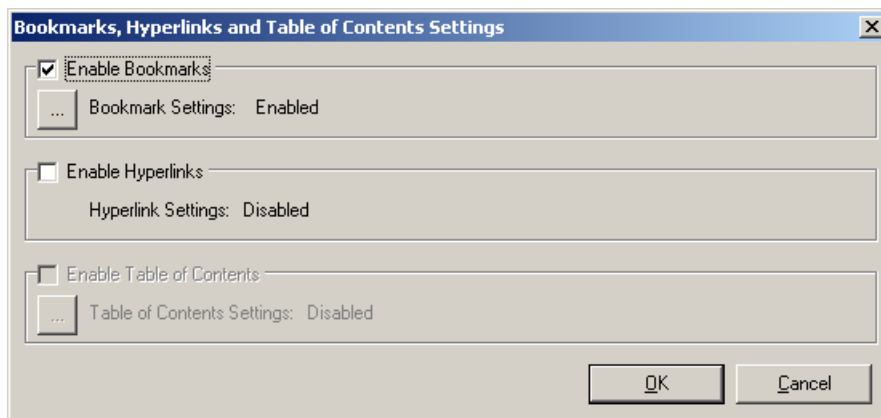 Bookmarks, Hyperlinks and Table of Contents Settings
Enable Bookmarks
... Bookmark Settings: Enabled
Enable Hyperlinks
Hyperlink Settings: Disabled
Enable Table of Contents
... Table of Contents Settings: Disabled
OK Cancel